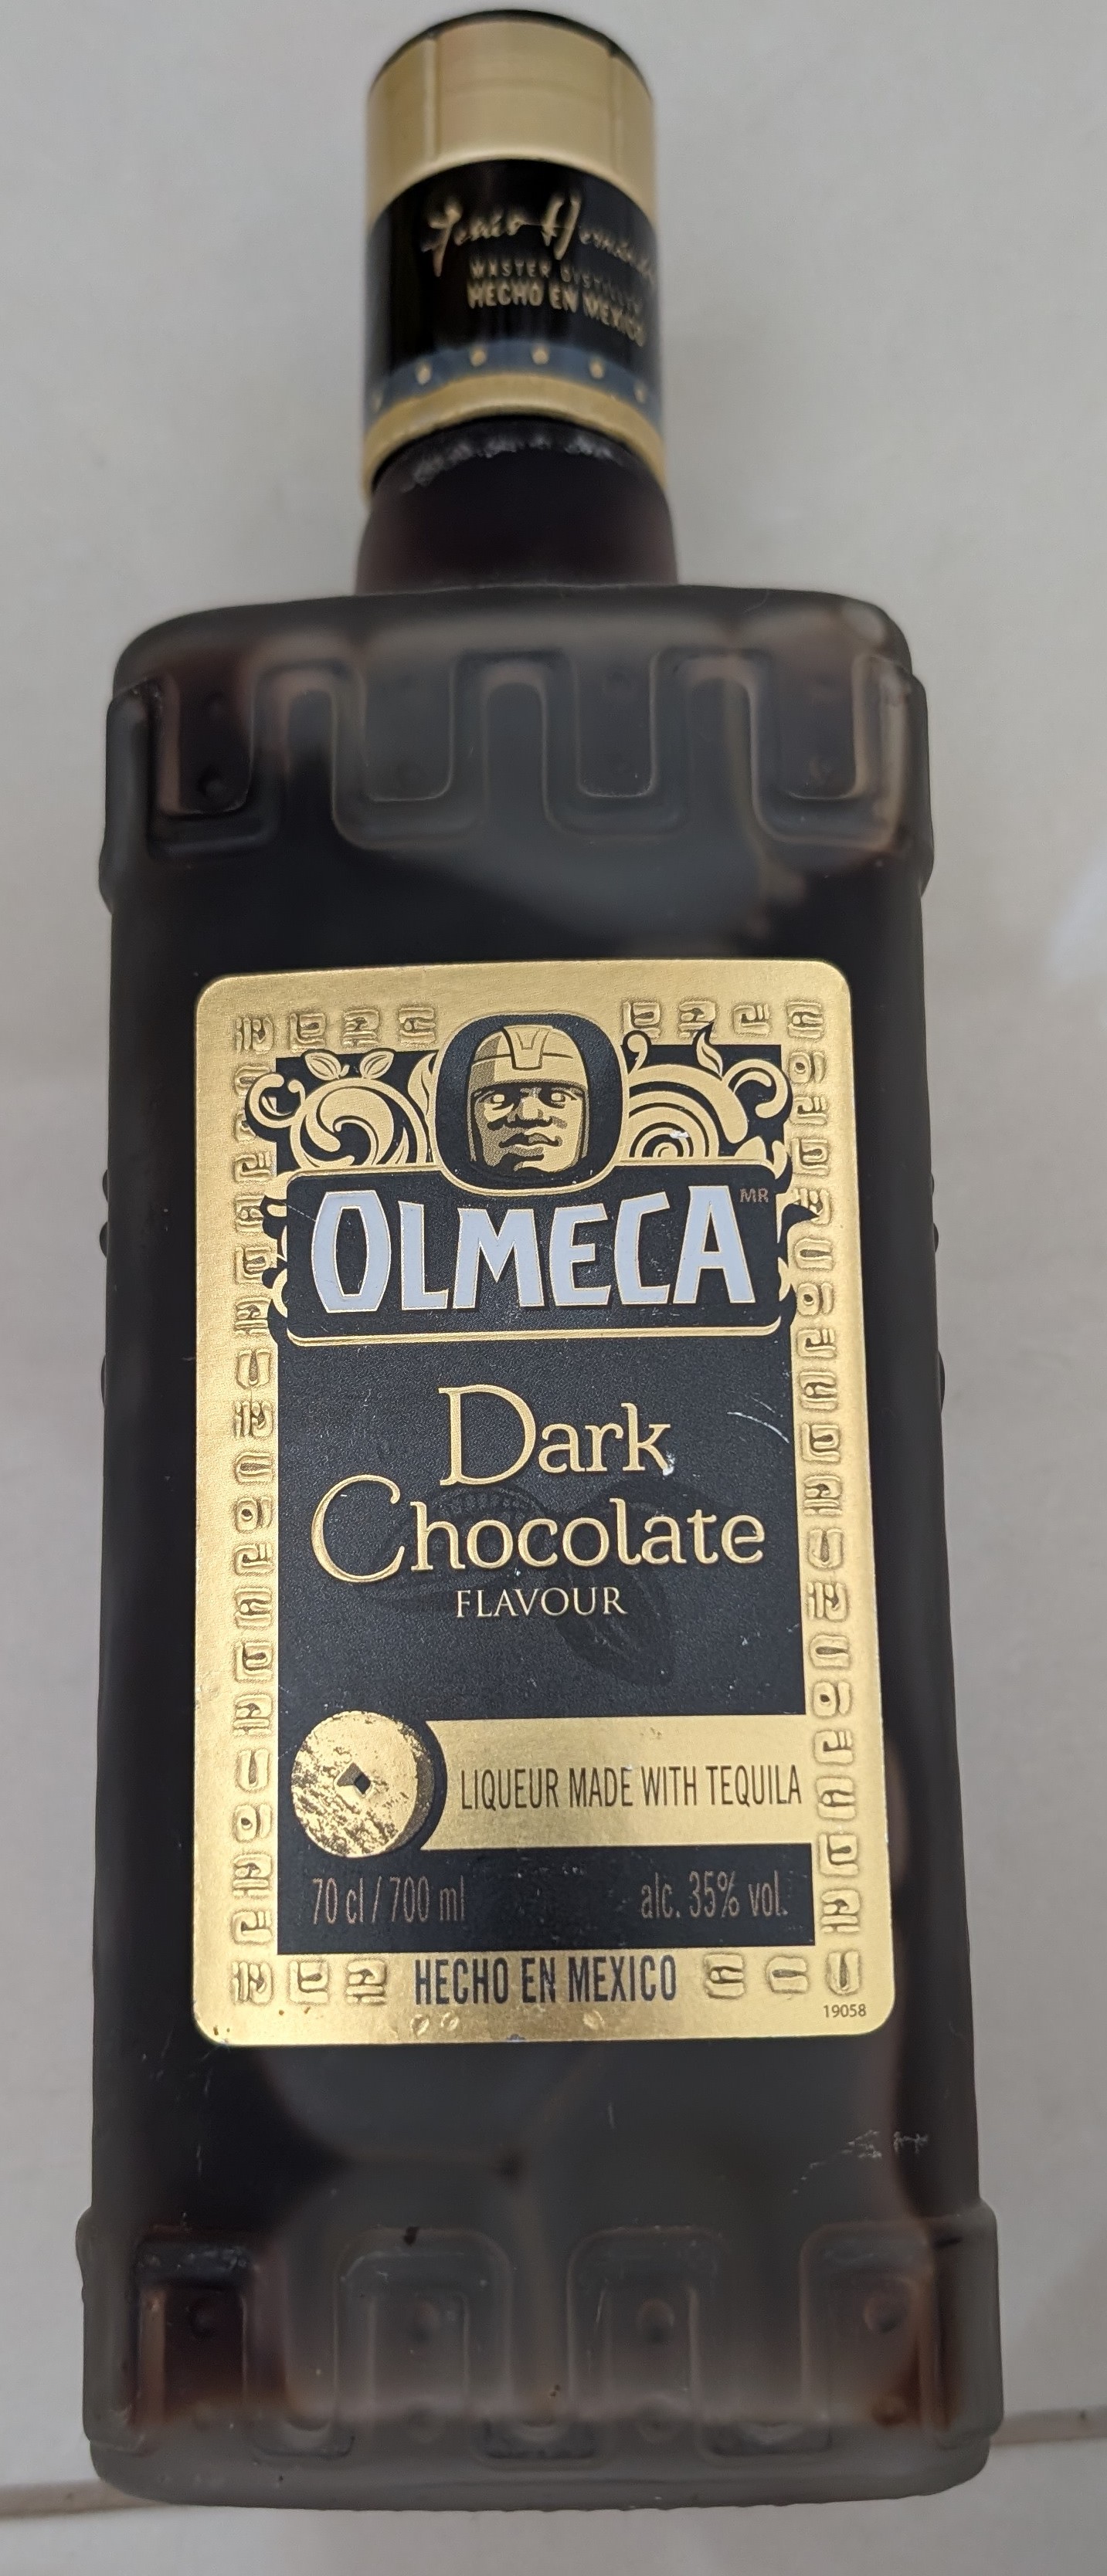 MASTER DISTILLER
HECHO EN MEXICO
OLMECA MR
Dark
Chocolate
FLAVOUR
LIQUEUR MADE WITH TEQUILA
70 cl / 700 ml alc. 35% vol.
HECHO EN MEXICO
19058